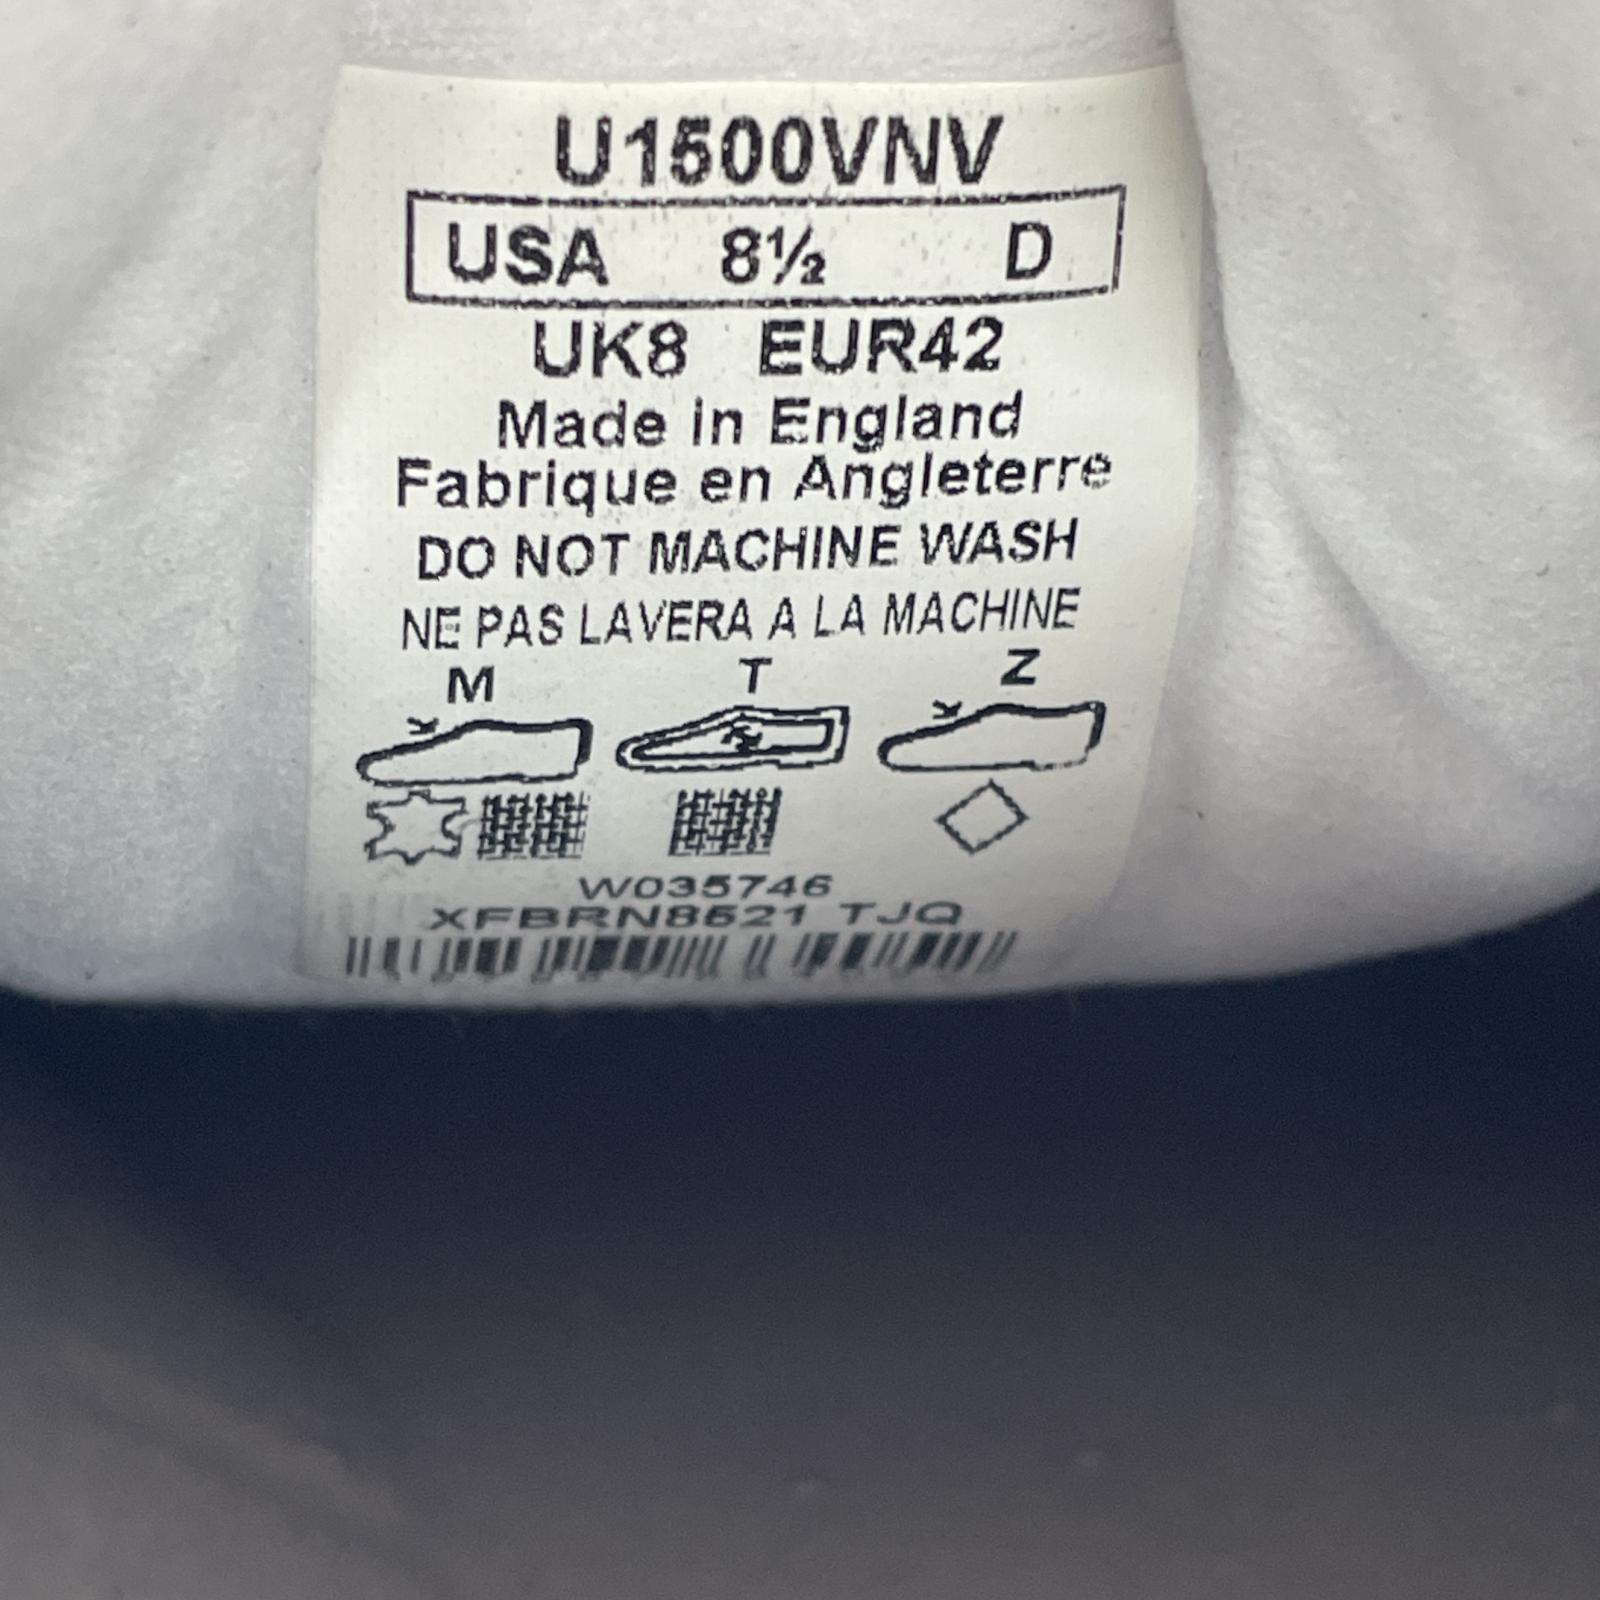 U1500VNV
USA 8½ D
UK8 EUR42
Made in England
Fabrique en Angleterre
DO NOT MACHINE WASH
NE PAS LAVERA A LA MACHINE
M T Z
W035746
XFBRN8521 TJQ